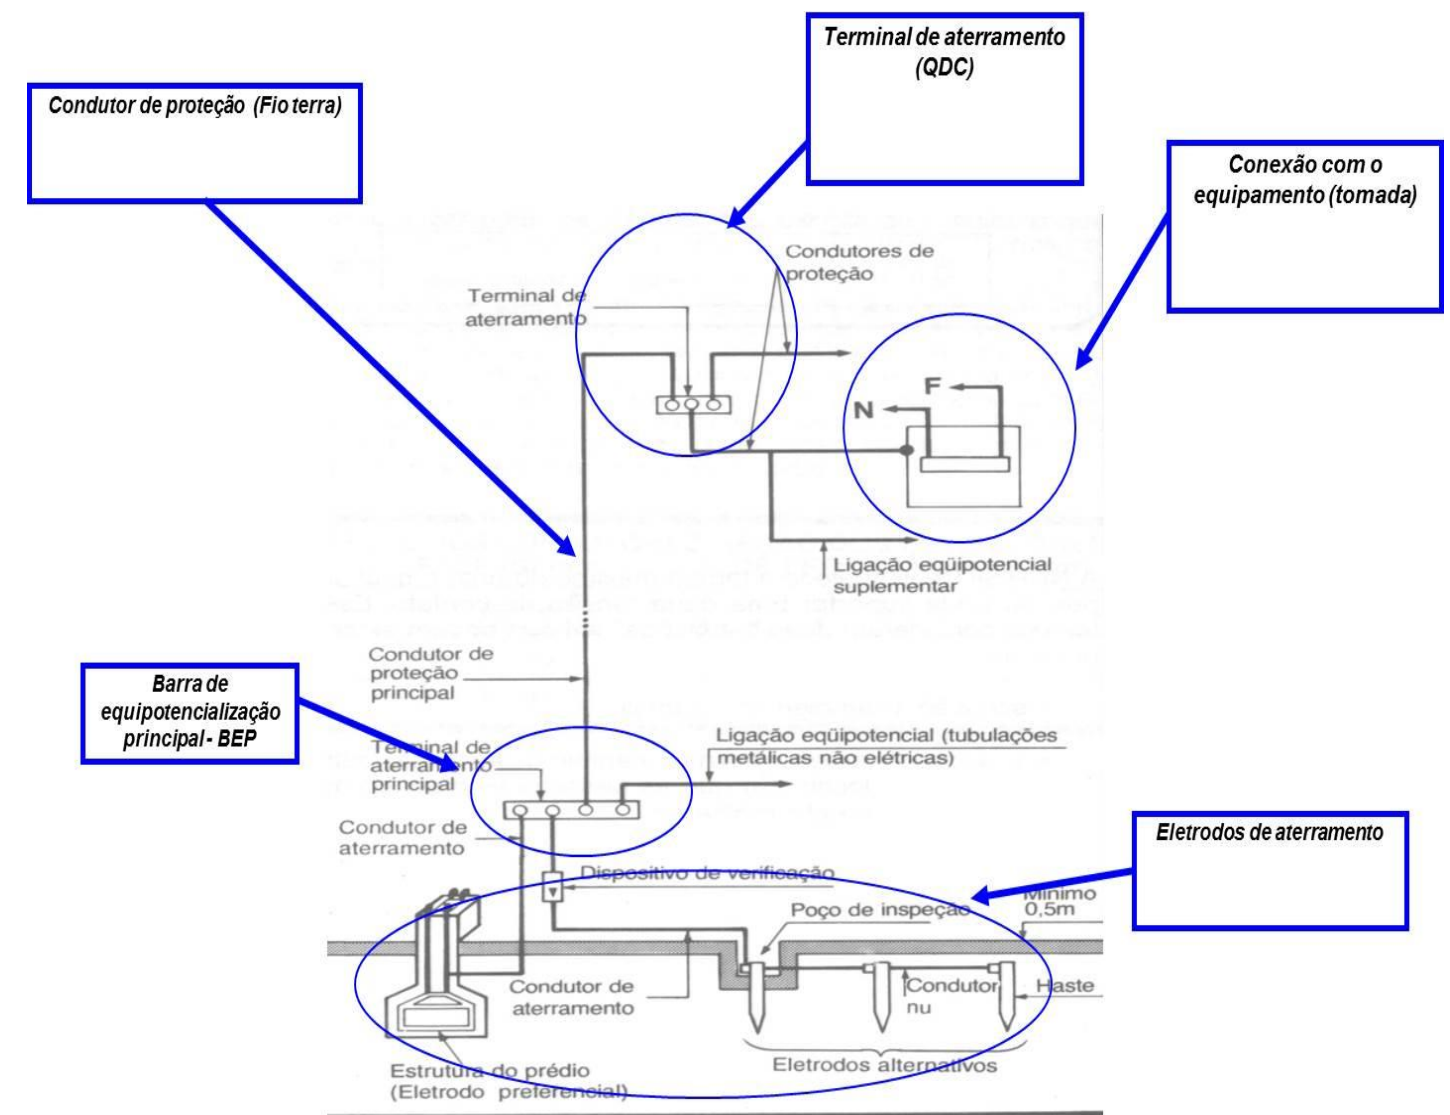 Terminal de aterramento
(QDC)
Condutor de proteção (Fio terra)
Conexão com o
equipamento (tomada)
Condutores de
proteção
Terminal de
aterramento
F
N
Ligação eqüipotencial
suplementar
Condutor de
proteção
principal
Barra de
equipotencialização
principal - BEP
Terminal de
aterramento
principal
Ligação eqüipotencial (tubulações
metálicas não elétricas)
Condutor de
aterramento
Eletrodos de aterramento
Dispositivo de verificação
Poço de inspeção
Mínimo
0,5m
Condutor de
aterramento
Condutor
nu
Haste
Estrutura do prédio
(Eletrodo preferencial)
Eletrodos alternativos